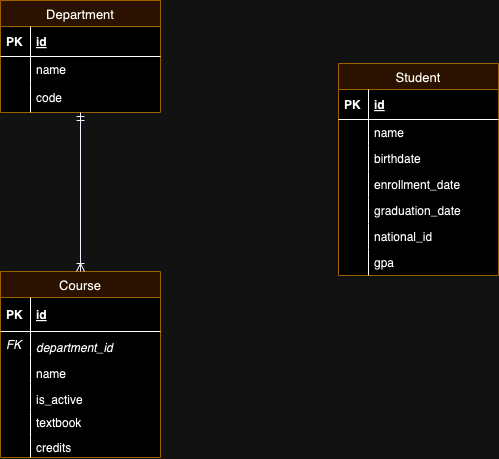 Department
PK id
name
code
Student
PK id
name
birthdate
enrollment_date
graduation_date
national_id
gpa
Course
PK id
FK department_id
name
is_active
textbook
credits